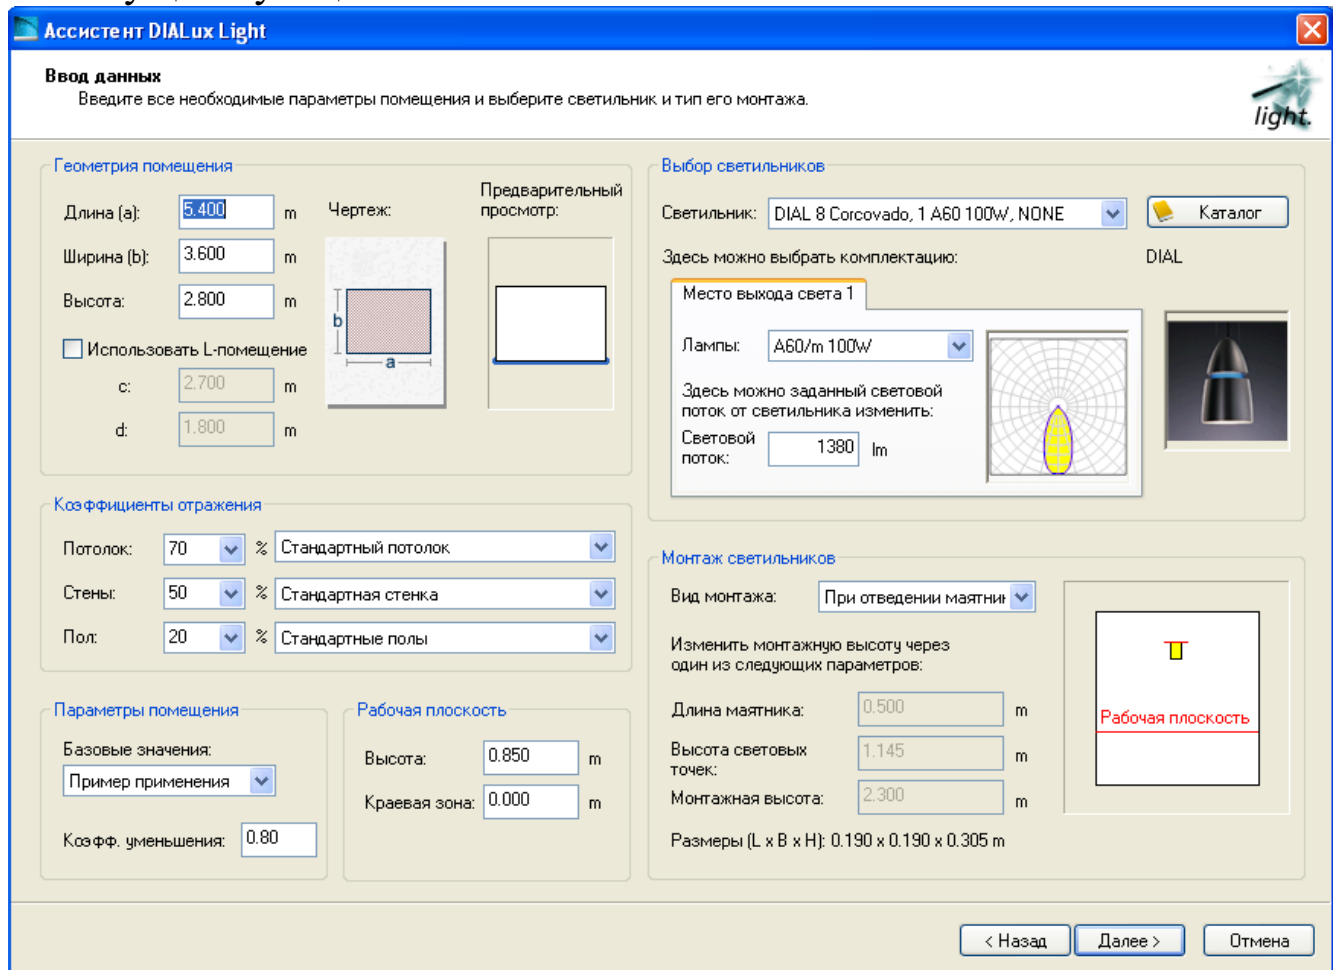 Ассистент DIALux Light
Ввод данных
Введите все необходимые параметры помещения и выберите светильник и тип его монтажа.
light.
Геометрия помещения
Длина (a): 5.400 m
Ширина (b): 3.600 m
Высота: 2.800 m
Использовать L-помещение
c: 2.700 m
d: 1.800 m
Чертеж:
b
a
Предварительный
просмотр:
Коэффициенты отражения
Потолок: 70 % Стандартный потолок
Стены: 50 % Стандартная стенка
Пол: 20 % Стандартные полы
Параметры помещения
Базовые значения:
Пример применения
Коэфф. уменьшения: 0.80
Рабочая плоскость
Высота: 0.850 m
Краевая зона: 0.000 m
Выбор светильников
Светильник: DIAL 8 Corcovado, 1 A60 100W, NONE Каталог
Здесь можно выбрать комплектацию: DIAL
Место выхода света 1
Лампы: A60/m 100W
Здесь можно заданный световой
поток от светильника изменить:
Световой
поток: 1380 lm
Монтаж светильников
Вид монтажа: При отведении маятник
Изменить монтажную высоту через
один из следующих параметров:
Длина маятника: 0.500 m
Высота световых
точек: 1.145 m
Монтажная высота: 2.300 m
Размеры (L x B x H): 0.190 x 0.190 x 0.305 m
Рабочая плоскость
< Назад Далее > Отмена